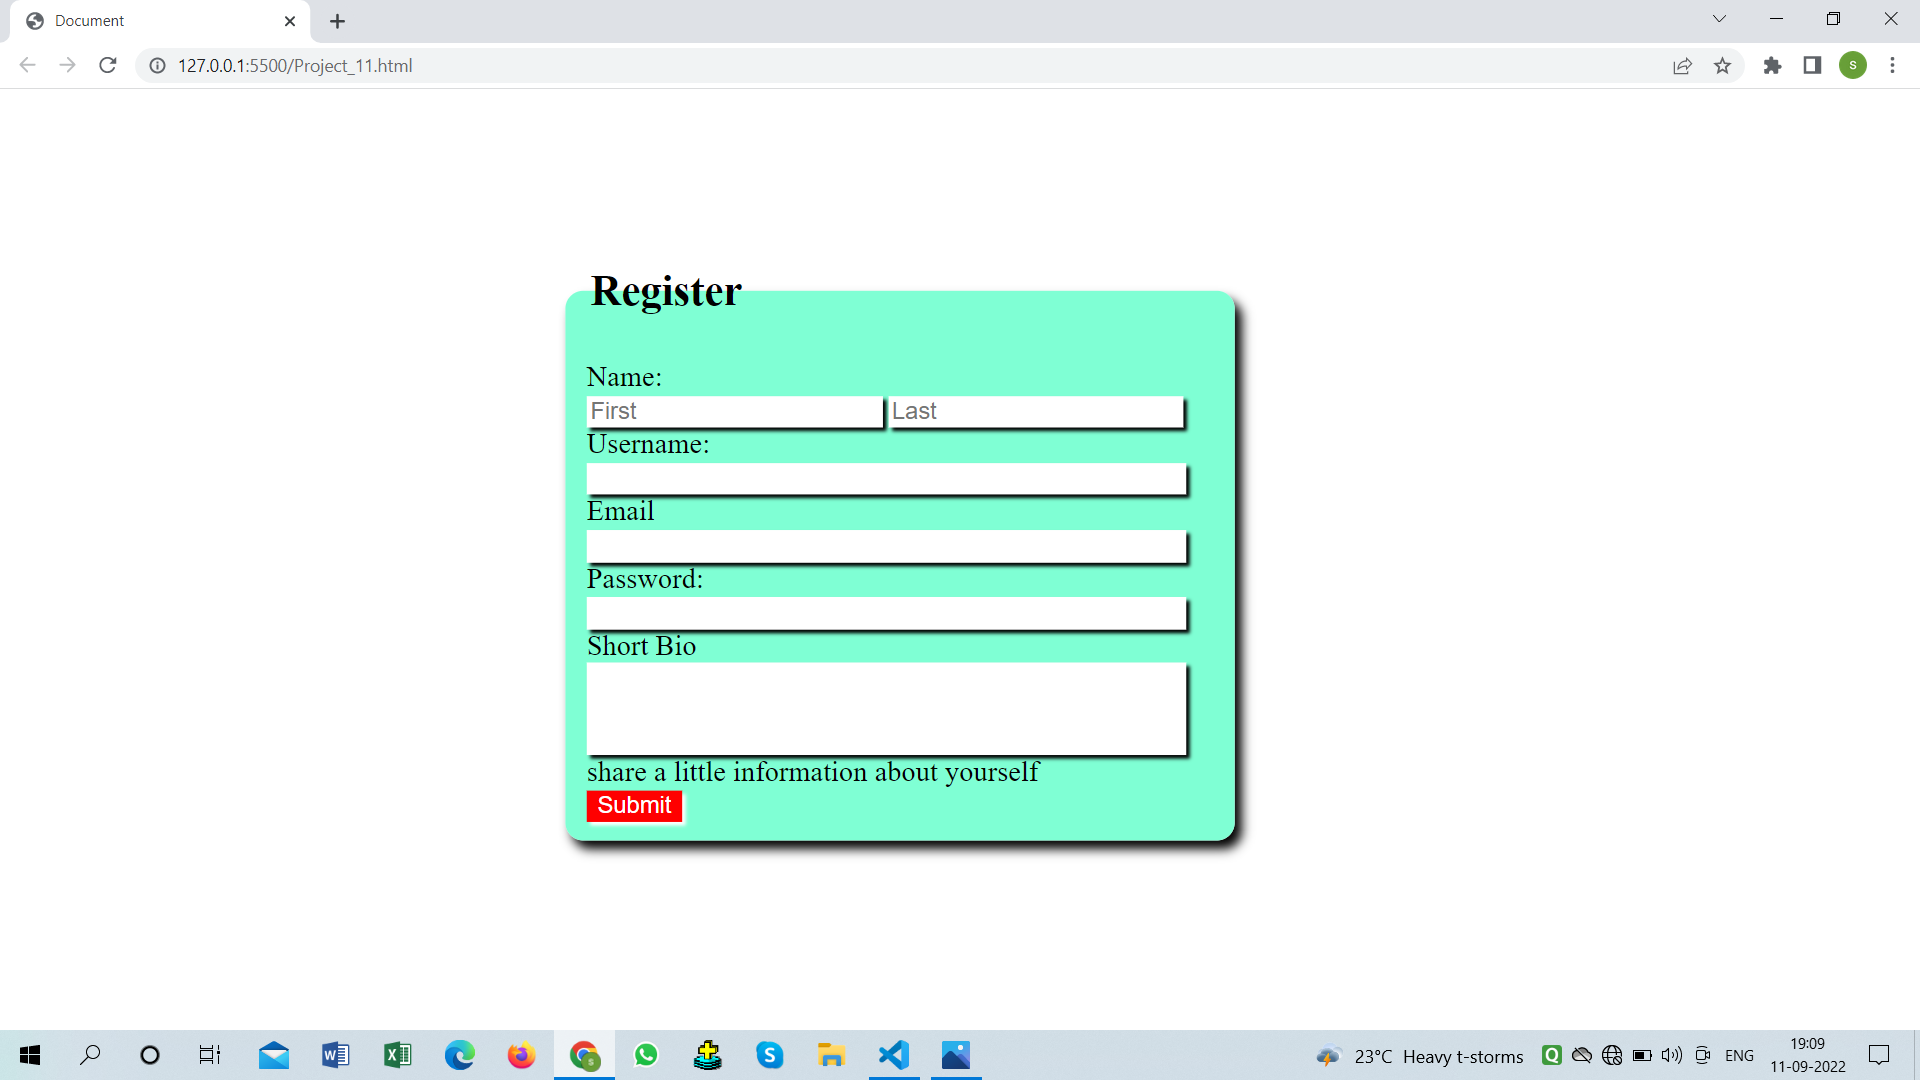 Document
127.0.0.1:5500/Project_11.html
s
Register
Name:
First Last
Username:
Email
Password:
Short Bio
share a little information about yourself
Submit
23°C Heavy t-storms
ENG
19:09
11-09-2022